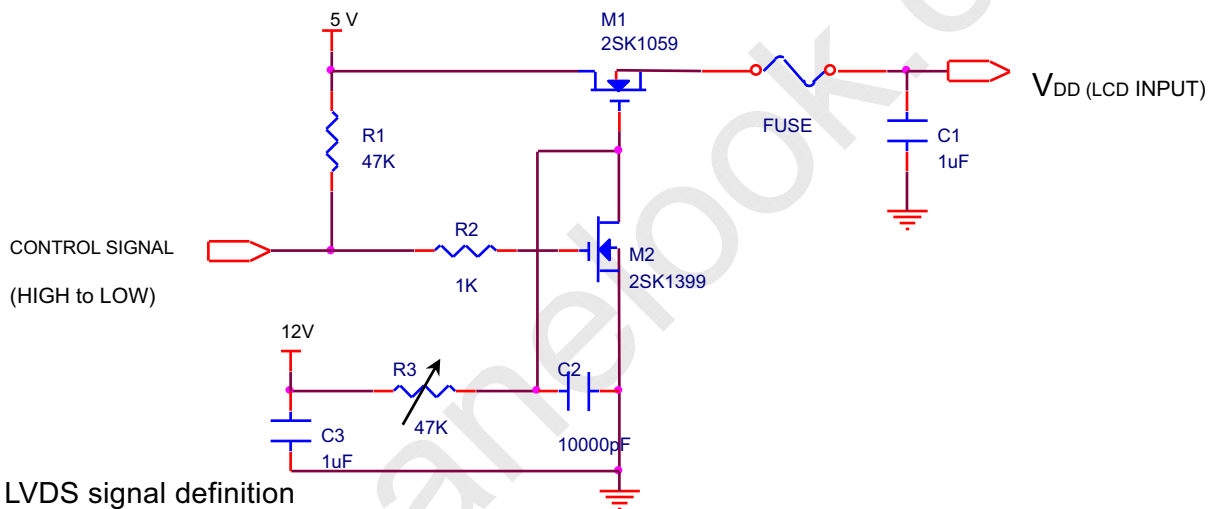 5 V
M1
2SK1059
VDD (LCD INPUT)
FUSE
R1
47K
C1
1uF
CONTROL SIGNAL
(HIGH to LOW)
R2
1K
M2
2SK1399
12V
R3
47K
C2
10000pF
C3
1uF
LVDS signal definition